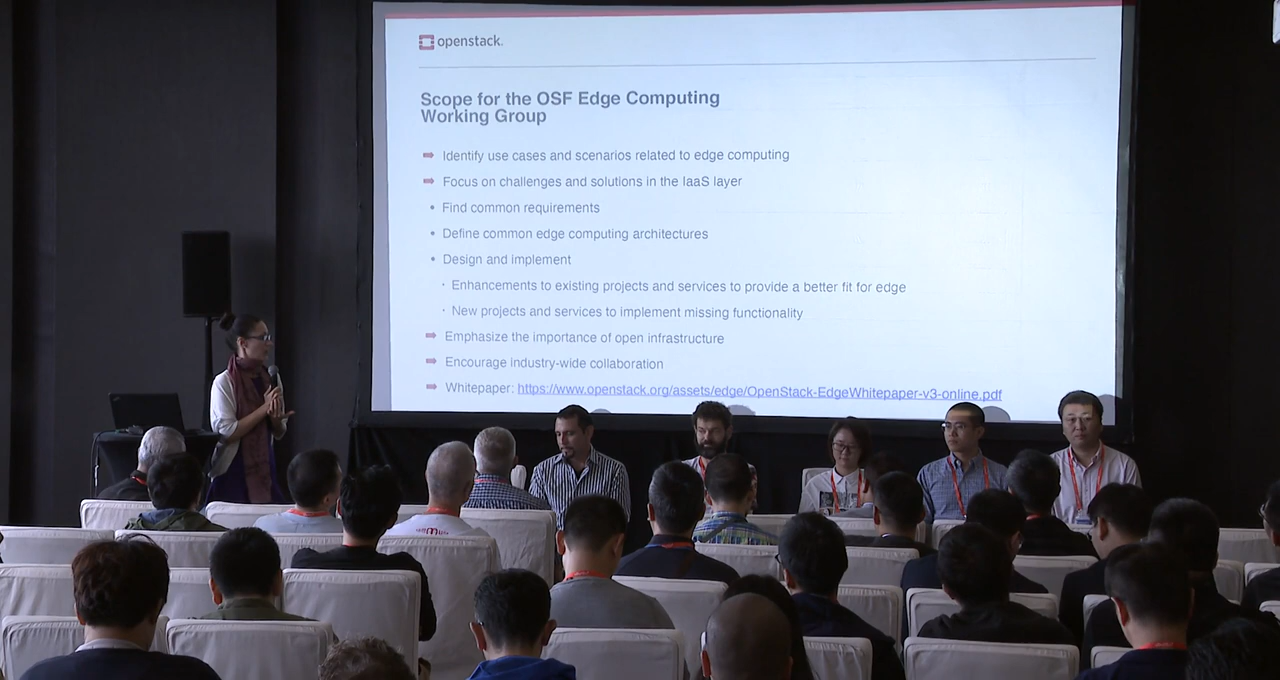 openstack.
Scope for the OSF Edge Computing
Working Group
Identify use cases and scenarios related to edge computing
Focus on challenges and solutions in the IaaS layer
Find common requirements
Define common edge computing architectures
Design and implement
Enhancements to existing projects and services to provide a better fit for edge
New projects and services to implement missing functionality
Emphasize the importance of open infrastructure
Encourage industry-wide collaboration
Whitepaper: https://www.openstack.org/assets/edge/OpenStack-EdgeWhitepaper-v3-online.pdf